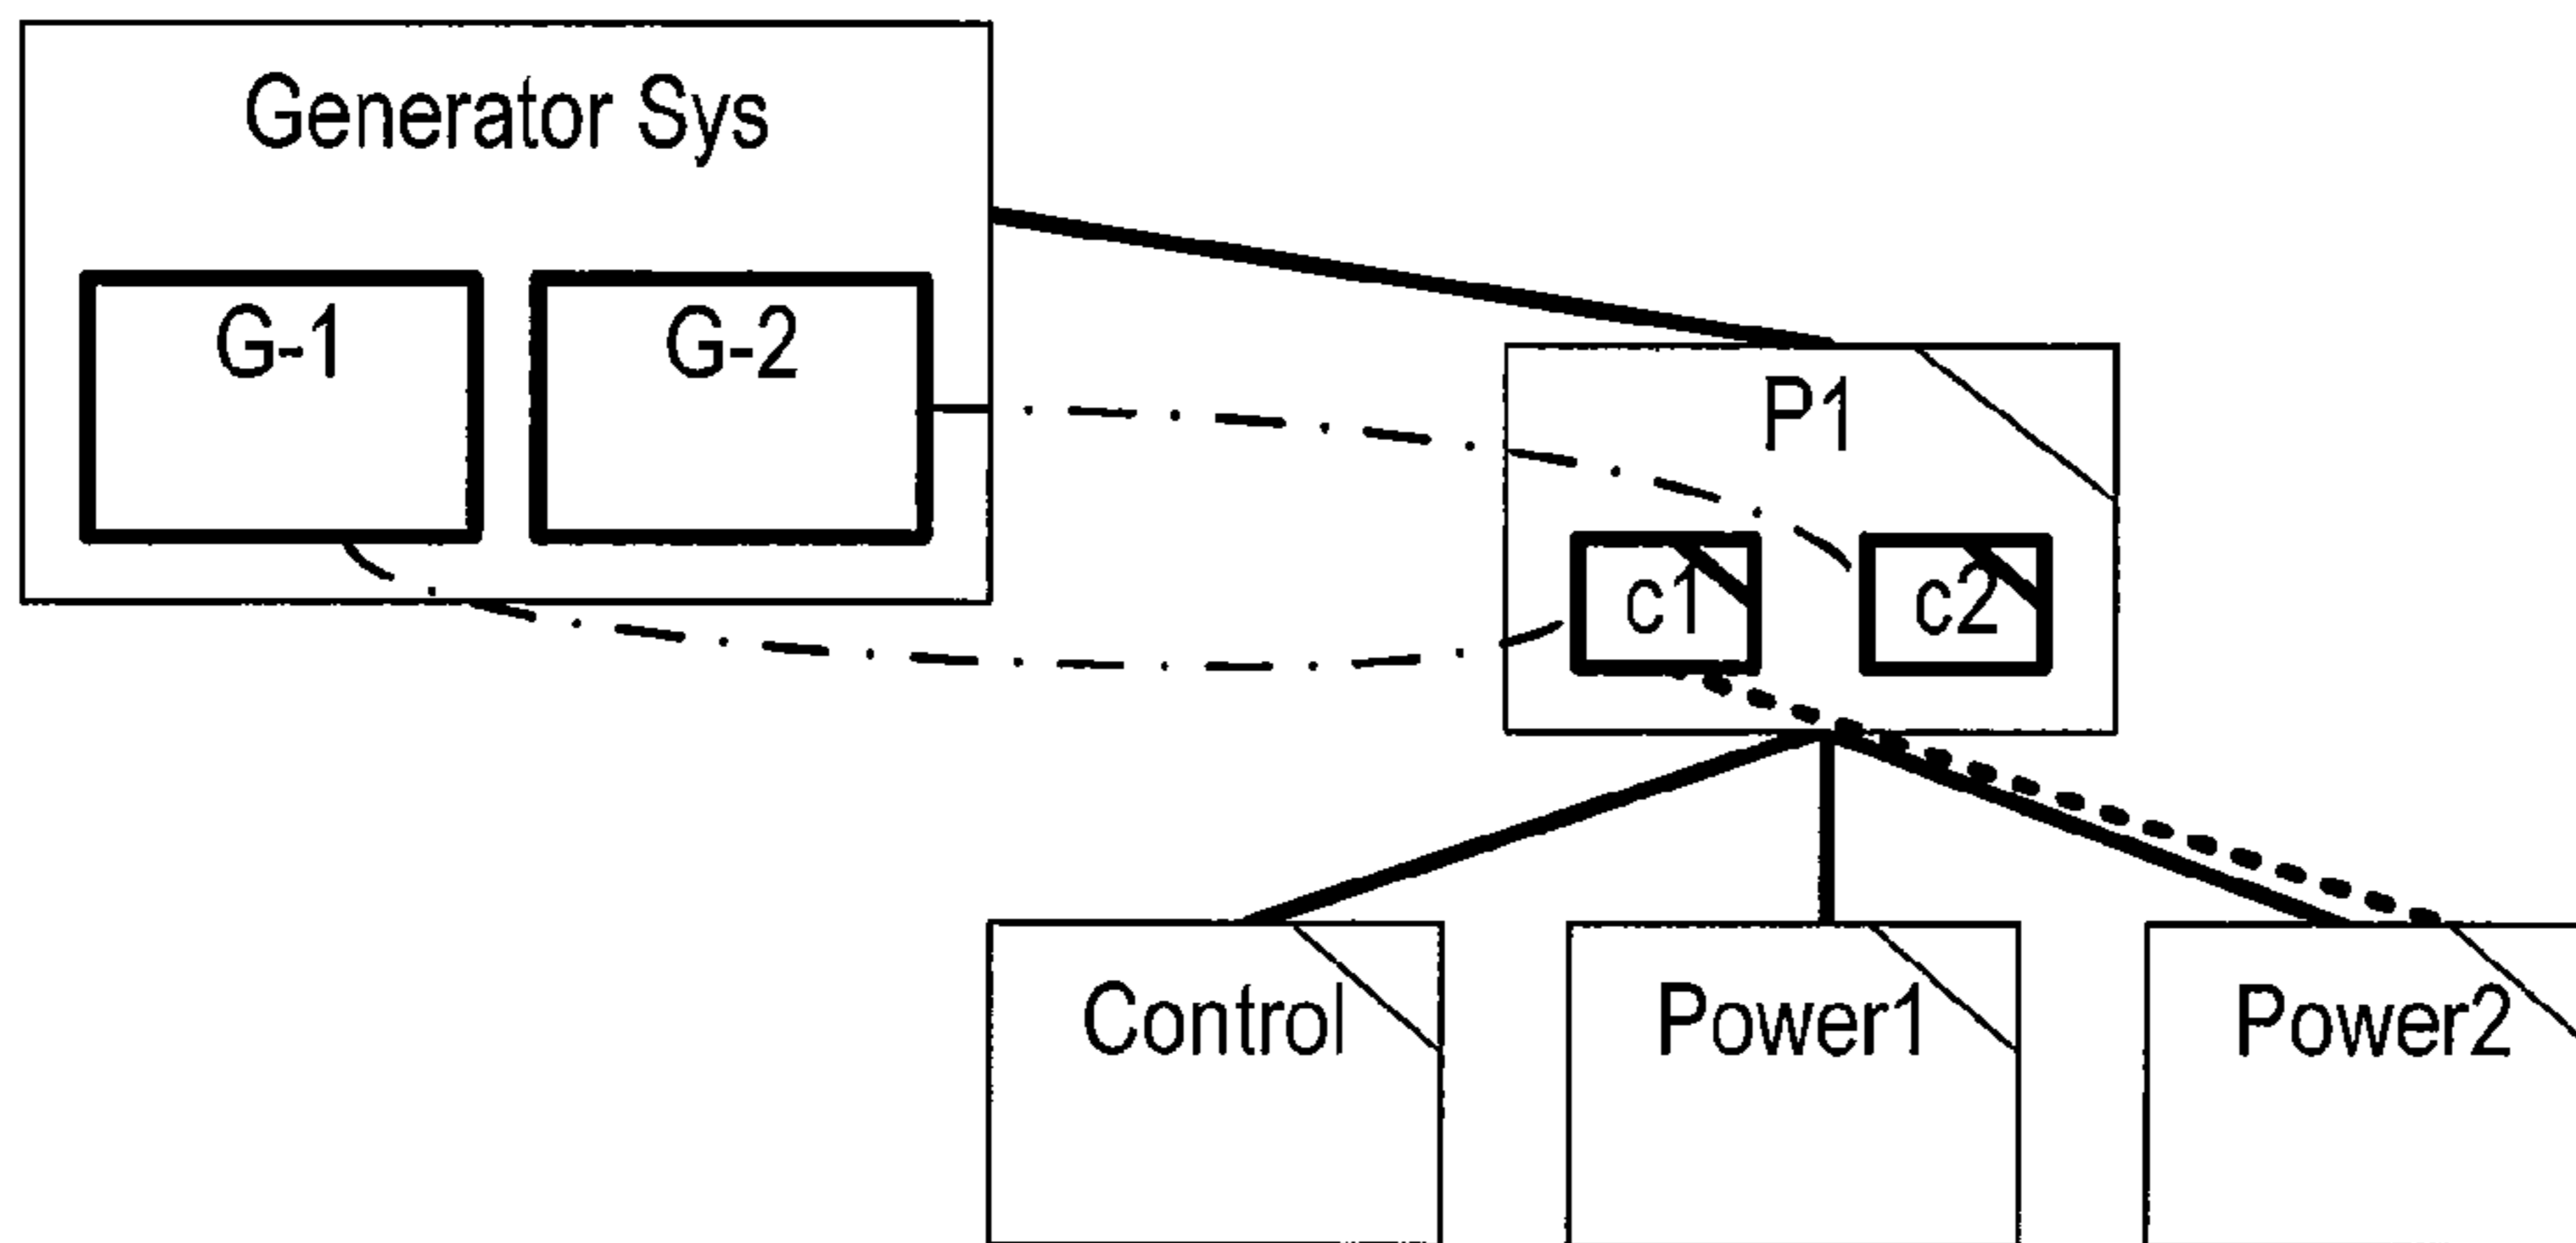 Generator Sys
G-1
G-2
P1
c1
c2
Control
Power1
Power2